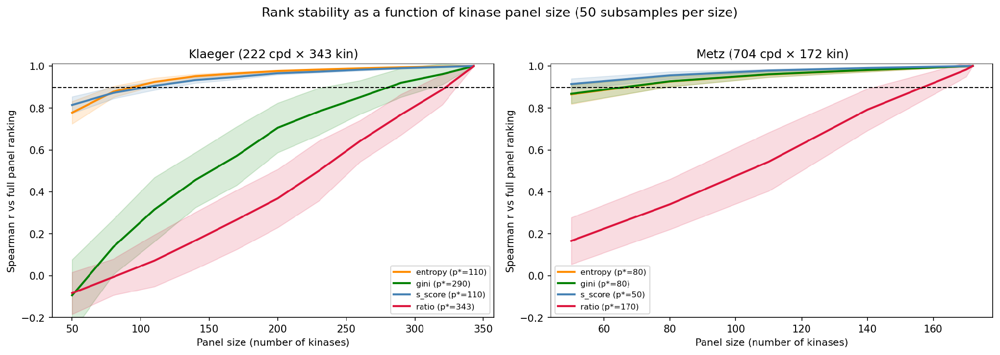 Rank stability as a function of kinase panel size (50 subsamples per size)
Klaeger (222 cpd × 343 kin)
Spearman r vs full panel ranking
1.0
0.8
0.6
0.4
0.2
0.0
−0.2
50
100
150
200
250
300
350
Panel size (number of kinases)
entropy (p*=110)
gini (p*=290)
s_score (p*=110)
ratio (p*=343)
Metz (704 cpd × 172 kin)
Spearman r vs full panel ranking
1.0
0.8
0.6
0.4
0.2
0.0
−0.2
60
80
100
120
140
160
Panel size (number of kinases)
entropy (p*=80)
gini (p*=80)
s_score (p*=50)
ratio (p*=170)